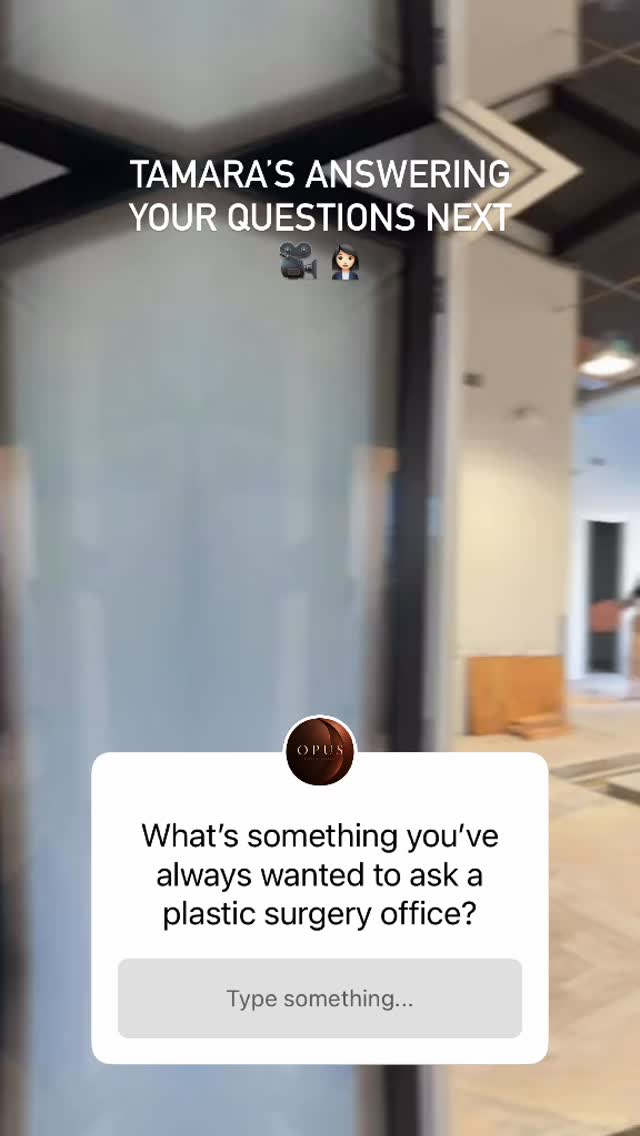 TAMARA'S ANSWERING
YOUR QUESTIONS NEXT
OPUS
What's something you've
always wanted to ask a
plastic surgery office?
Type something...